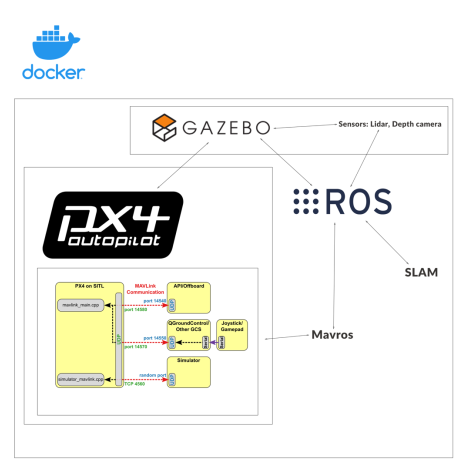 docker
GAZEBO
Sensors: Lidar, Depth camera
PX4
autopilot
ROS
SLAM
Mavros
PX4 on SITL
MAVLink
Communication
API/Offboard
mavlink_main.cpp
port 14540
port 14580
UDP
UDP
QGroundControl/
Other GCS
Joystick/
Gamepad
port 14550
port 14570
UDP
Serial
Serial
Simulator
simulator_mavlink.cpp
random port
TCP 4560
UDP